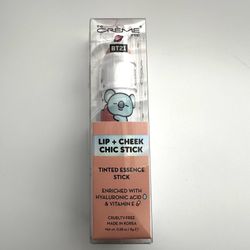 THE
CRÈME
SHOP
BT21
LIP + CHEEK
CHIC STICK
TINTED ESSENCE
STICK
ENRICHED WITH
HYALURONIC ACID
& VITAMIN E
CRUELTY-FREE
MADE IN KOREA